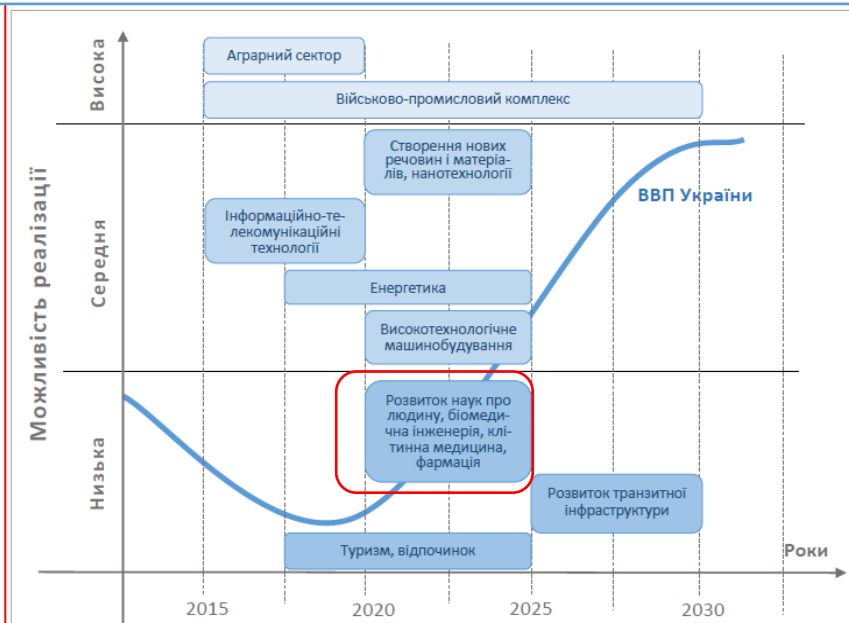 Можливість реалізації
Висока
Середня
Низька
Аграрний сектор
Військово-промисловий комплекс
Створення нових
речовин і матеріа-
лів, нанотехнології
ВВП України
Інформаційно-те-
лекомунікаційні
технології
Енергетика
Високотехнологічне
машинобудування
Розвиток наук про
людину, біомеди-
чна інженерія, клі-
тинна медицина,
фармація
Розвиток транзитної
інфраструктури
Туризм, відпочинок
Роки
2015
2020
2025
2030